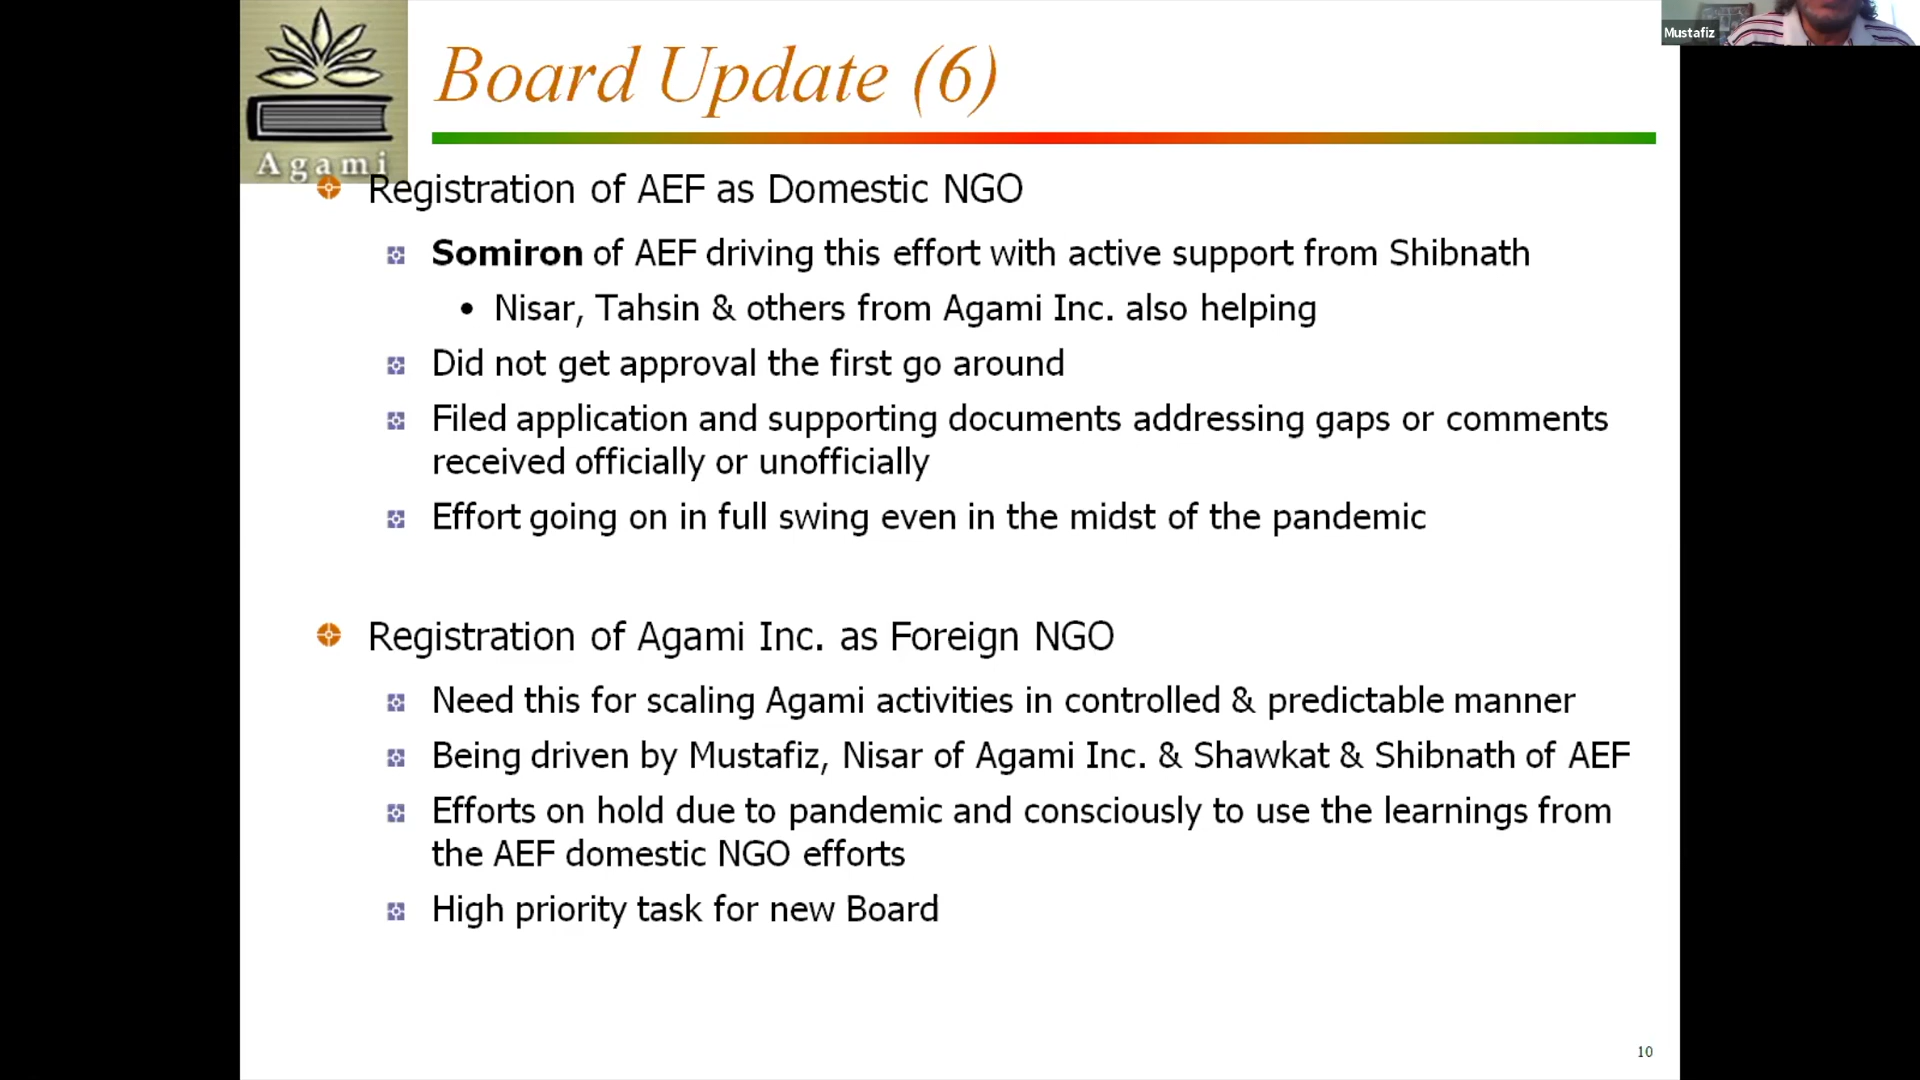 Agami
Board Update (6)
Mustafiz
Registration of AEF as Domestic NGO
Somiron of AEF driving this effort with active support from Shibnath
• Nisar, Tahsin & others from Agami Inc. also helping
Did not get approval the first go around
Filed application and supporting documents addressing gaps or comments
received officially or unofficially
Effort going on in full swing even in the midst of the pandemic
Registration of Agami Inc. as Foreign NGO
Need this for scaling Agami activities in controlled & predictable manner
Being driven by Mustafiz, Nisar of Agami Inc. & Shawkat & Shibnath of AEF
Efforts on hold due to pandemic and consciously to use the learnings from
the AEF domestic NGO efforts
High priority task for new Board
10